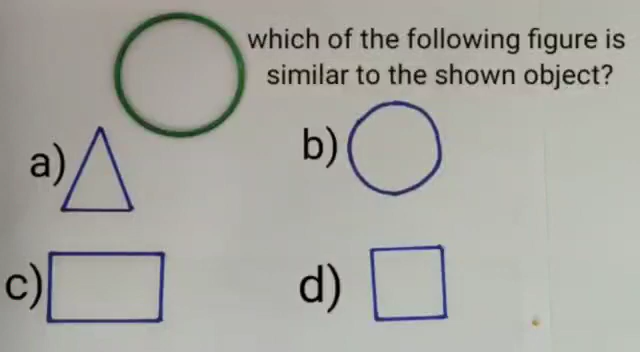 which of the following figure is
similar to the shown object?
a)
b)
c)
d)